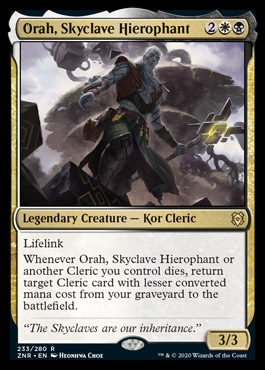 Orah, Skyclave Hierophant 2
Legendary Creature — Kor Cleric
Lifelink
Whenever Orah, Skyclave Hierophant or
another Cleric you control dies, return
target Cleric card with lesser converted
mana cost from your graveyard to the
battlefield.
“The Skyclaves are our inheritance.”
3/3
233/280 R
ZNR • EN HEONHWA CHOE
™ & © 2020 Wizards of the Coast